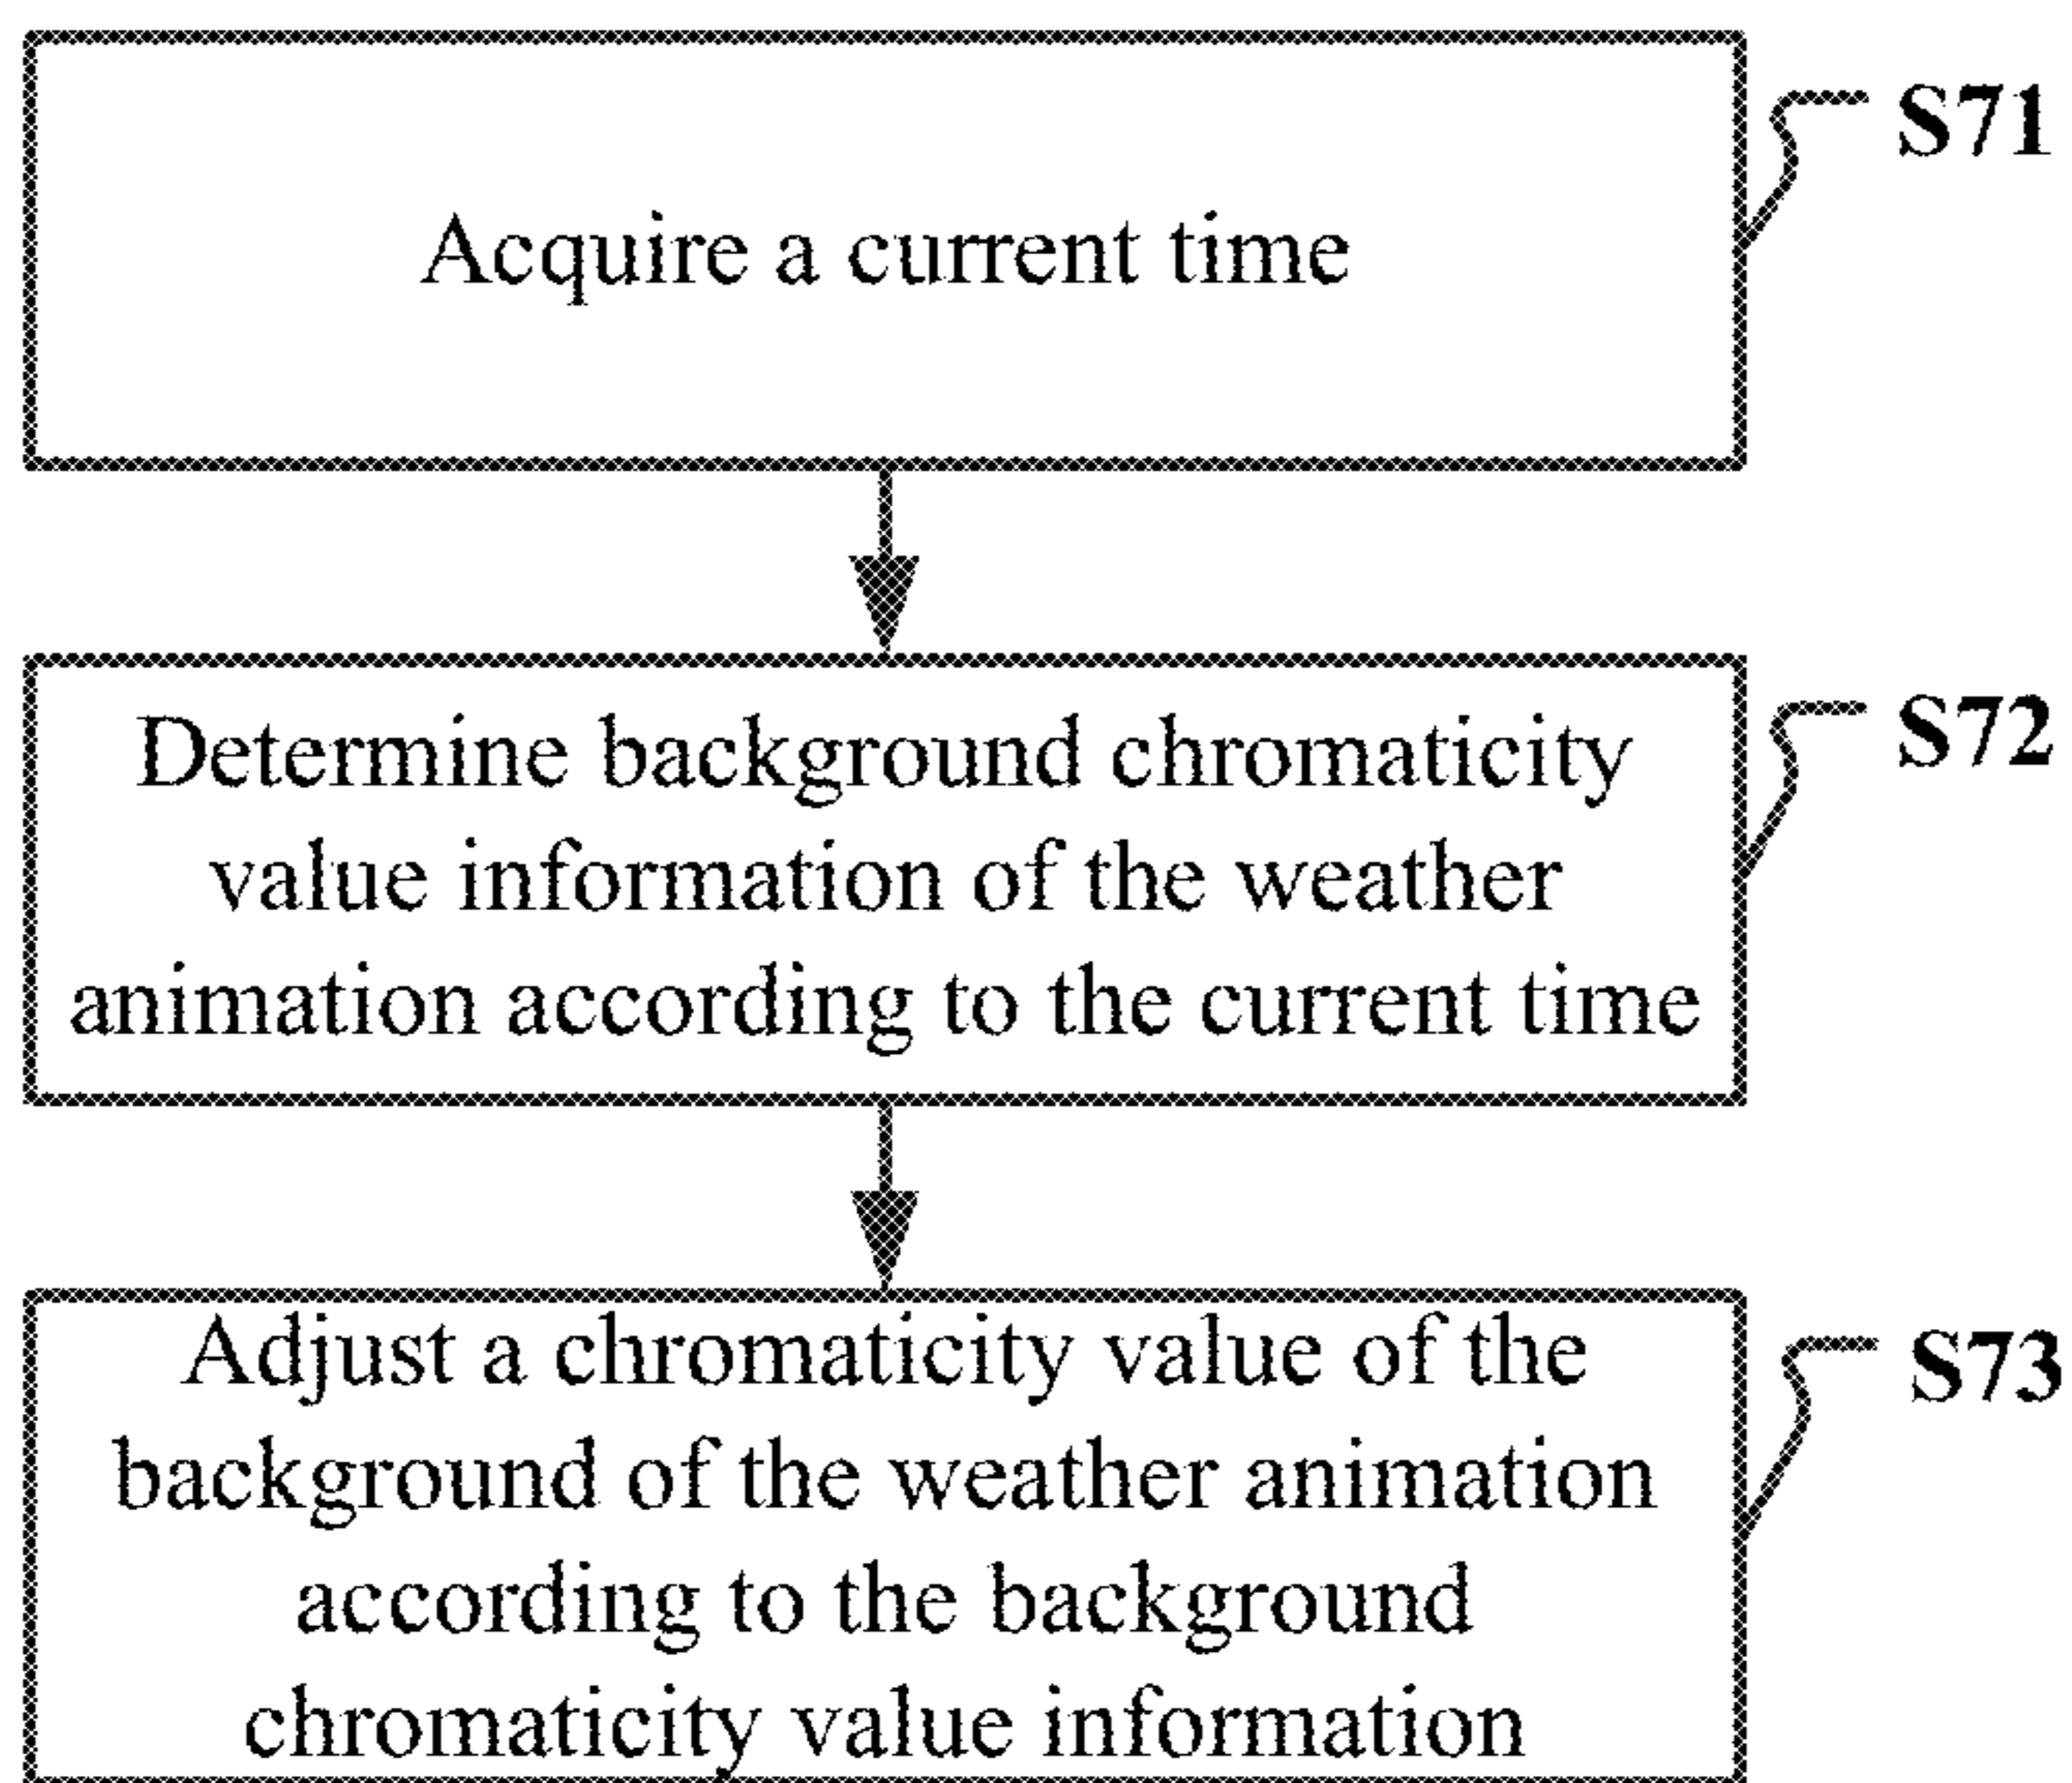 S71
Acquire a current time
S72
Determine background chromaticity
value information of the weather
animation according to the current time
S73
Adjust a chromaticity value of the
background of the weather animation
according to the background
chromaticity value information